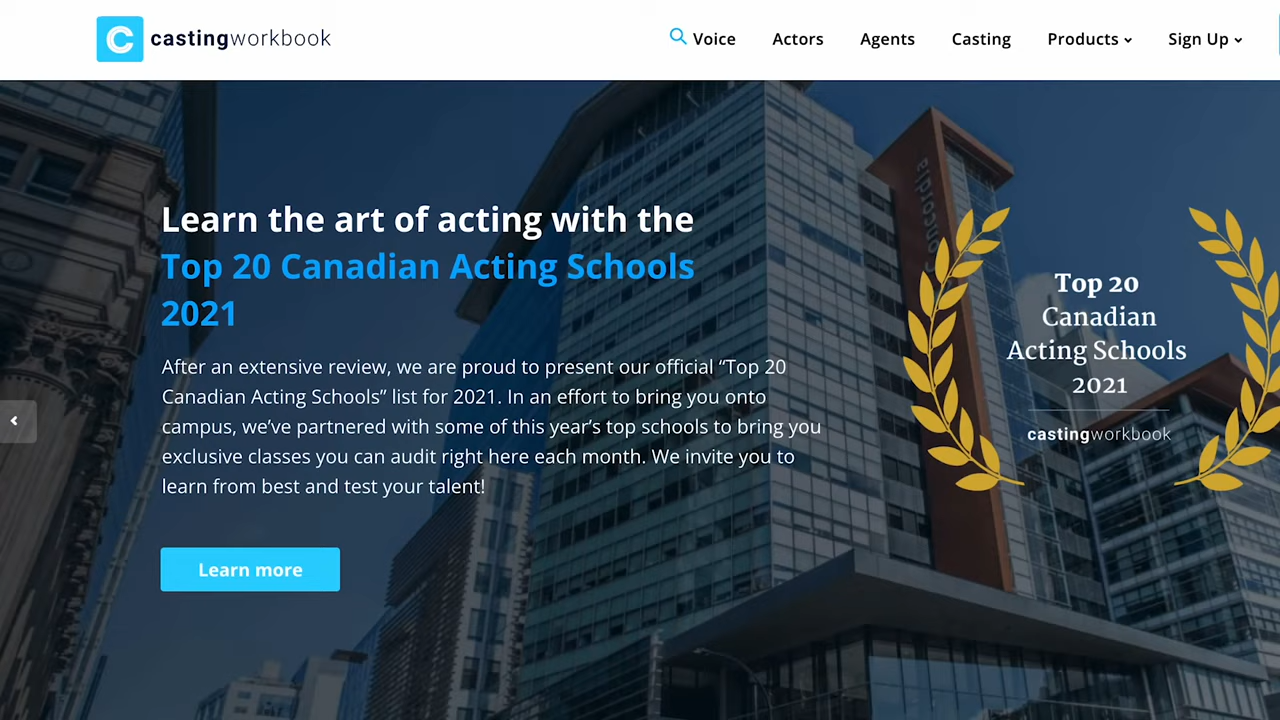 castingworkbook
Voice
Actors
Agents
Casting
Products
Sign Up
Learn the art of acting with the
Top 20 Canadian Acting Schools
2021
After an extensive review, we are proud to present our official “Top 20
Canadian Acting Schools” list for 2021. In an effort to bring you onto
campus, we’ve partnered with some of this year’s top schools to bring you
exclusive classes you can audit right here each month. We invite you to
learn from best and test your talent!
Learn more
Top 20
Canadian
Acting Schools
2021
castingworkbook